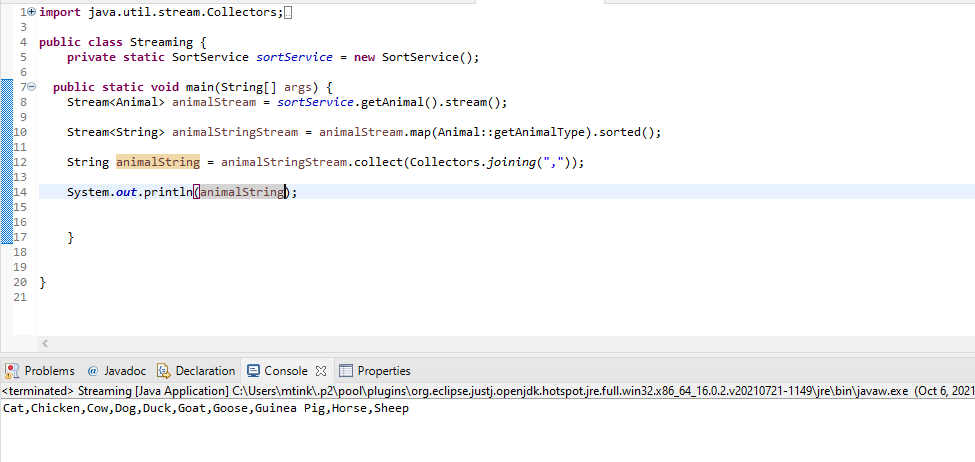 1 import java.util.stream.Collectors;
3
4 public class Streaming {
5 private static SortService sortService = new SortService();
6
7 public static void main(String[] args) {
8 Stream<Animal> animalStream = sortService.getAnimal().stream();
9
10 Stream<String> animalStringStream = animalStream.map(Animal::getAnimalType).sorted();
11
12 String animalString = animalStringStream.collect(Collectors.joining(","));
13
14 System.out.println(animalString);
15
16
17 }
18
19
20 }
21
Problems @ Javadoc Declaration Console Properties
<terminated> Streaming [Java Application] C:\Users\mtink\.p2\pool\plugins\org.eclipse.justj.openjdk.hotspot.jre.full.win32.x86_64_16.0.2.v20210721-1149\jre\bin\javaw.exe (Oct 6, 2021
Cat,Chicken,Cow,Dog,Duck,Goat,Goose,Guinea Pig,Horse,Sheep